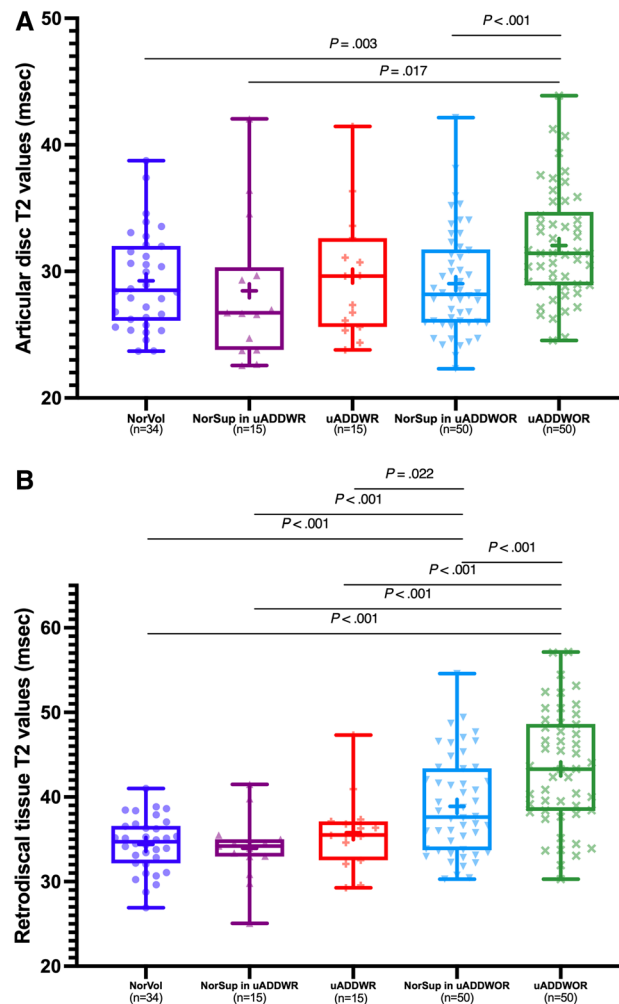 A
P < .001
P = .003
P = .017
Articular disc T2 values (msec)
50
40
30
20
NorVol NorSup in uADDWR uADDWR NorSup in uADDWOR uADDWOR
(n=34) (n=15) (n=15) (n=50) (n=50)
B
P = .022
P < .001
P < .001
P < .001
P < .001
P < .001
P < .001
Retrodiscal tissue T2 values (msec)
60
50
40
30
20
NorVol NorSup in uADDWR uADDWR NorSup in uADDWOR uADDWOR
(n=34) (n=15) (n=15) (n=50) (n=50)